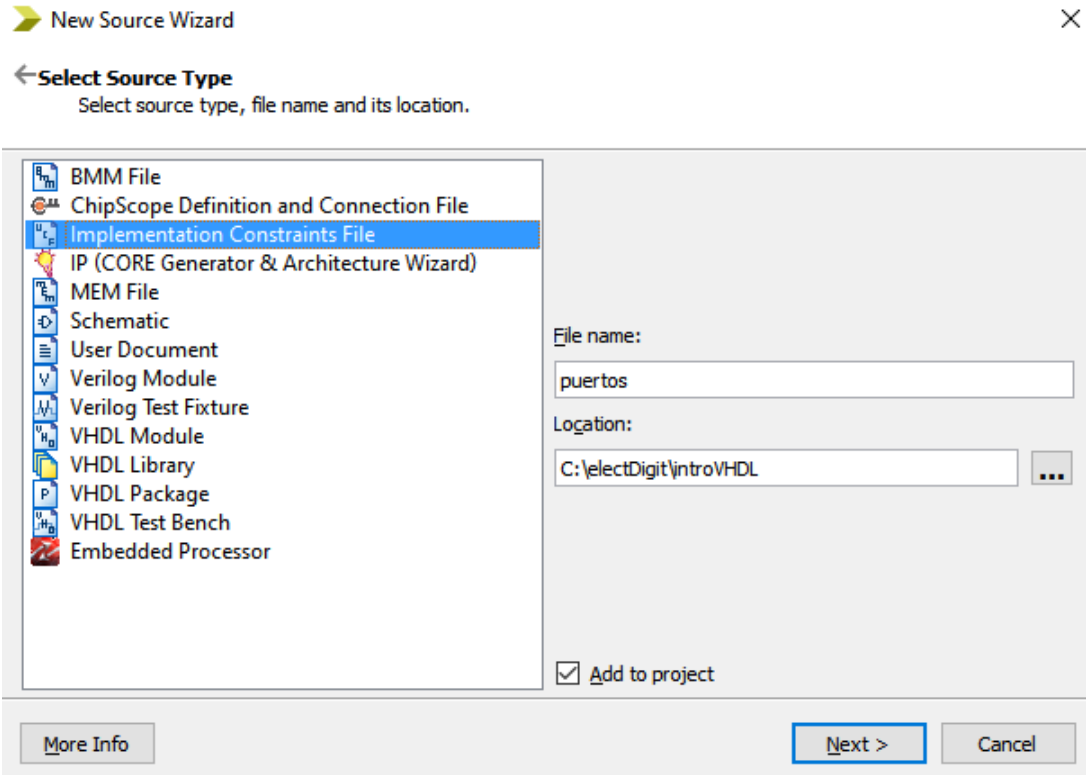 New Source Wizard
Select Source Type
Select source type, file name and its location.
BMM File
ChipScope Definition and Connection File
Implementation Constraints File
IP (CORE Generator & Architecture Wizard)
MEM File
Schematic
User Document
Verilog Module
Verilog Test Fixture
VHDL Module
VHDL Library
VHDL Package
VHDL Test Bench
Embedded Processor
File name:
puertos
Location:
C:\electDigit\introVHDL
...
Add to project
More Info
Next >
Cancel